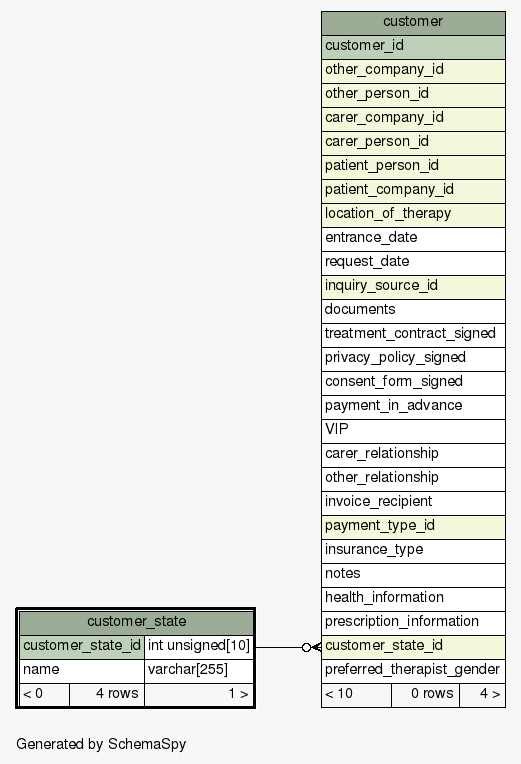 customer
customer_id
other_company_id
other_person_id
carer_company_id
carer_person_id
patient_person_id
patient_company_id
location_of_therapy
entrance_date
request_date
inquiry_source_id
documents
treatment_contract_signed
privacy_policy_signed
consent_form_signed
payment_in_advance
VIP
carer_relationship
other_relationship
invoice_recipient
payment_type_id
insurance_type
notes
health_information
prescription_information
customer_state_id
preferred_therapist_gender
< 10 0 rows 4 >
customer_state
customer_state_id int unsigned[10]
name varchar[255]
< 0 4 rows 1 >
Generated by SchemaSpy